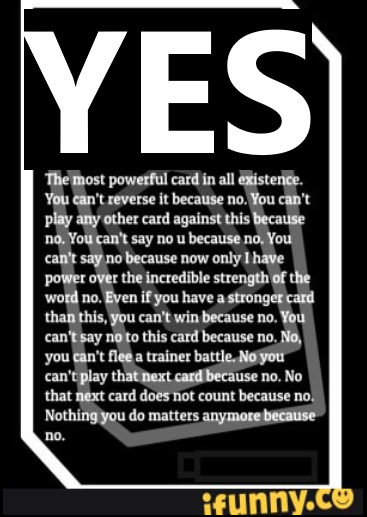 YES
The most powerful card in all existence.
You can't reverse it because no. You can't
play any other card against this because
no. You can't say no u because no. You
can't say no because now only I have
power over the incredible strength of the
word no. Even if you have a stronger card
than this, you can't win because no. You
can't say no to this card because no. No,
you can't flee a trainer battle. No you
can't play that next card because no. No
that next card does not count because no.
Nothing you do matters anymore because
no.
ifunny.co